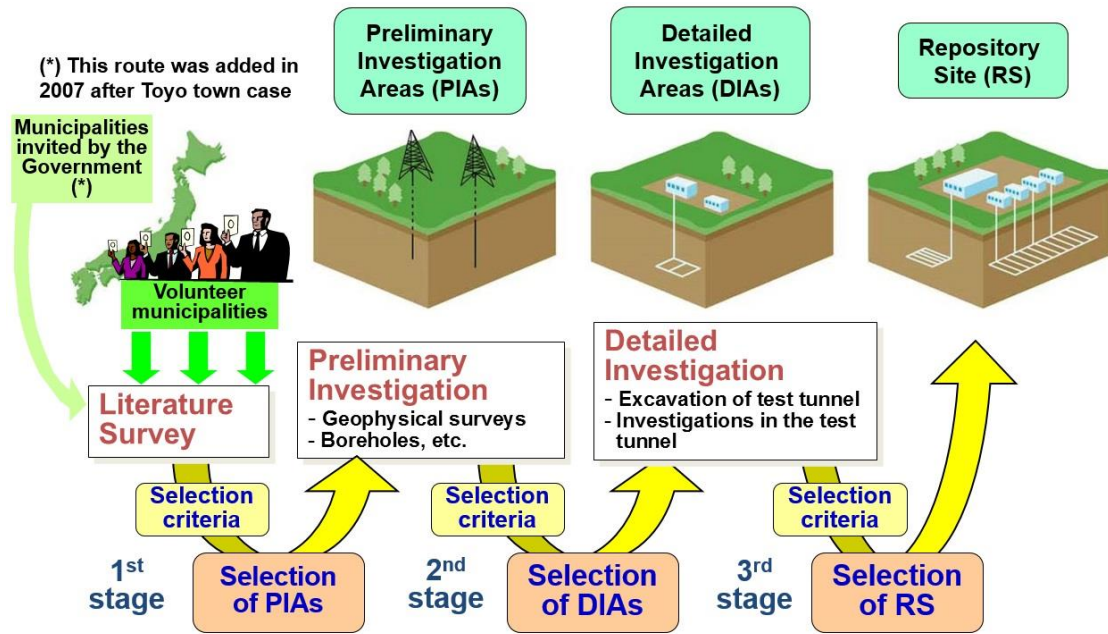 (*) This route was added in
2007 after Toyo town case
Municipalities
invited by the
Government
(*)
Volunteer
municipalities
Preliminary
Investigation
Areas (PIAs)
Detailed
Investigation
Areas (DIAs)
Repository
Site (RS)
Literature
Survey
Preliminary
Investigation
- Geophysical surveys
- Boreholes, etc.
Detailed
Investigation
- Excavation of test tunnel
- Investigations in the test
tunnel
Selection
criteria
Selection
criteria
Selection
criteria
1st
stage
Selection
of PIAs
2nd
stage
Selection
of DIAs
3rd
stage
Selection
of RS